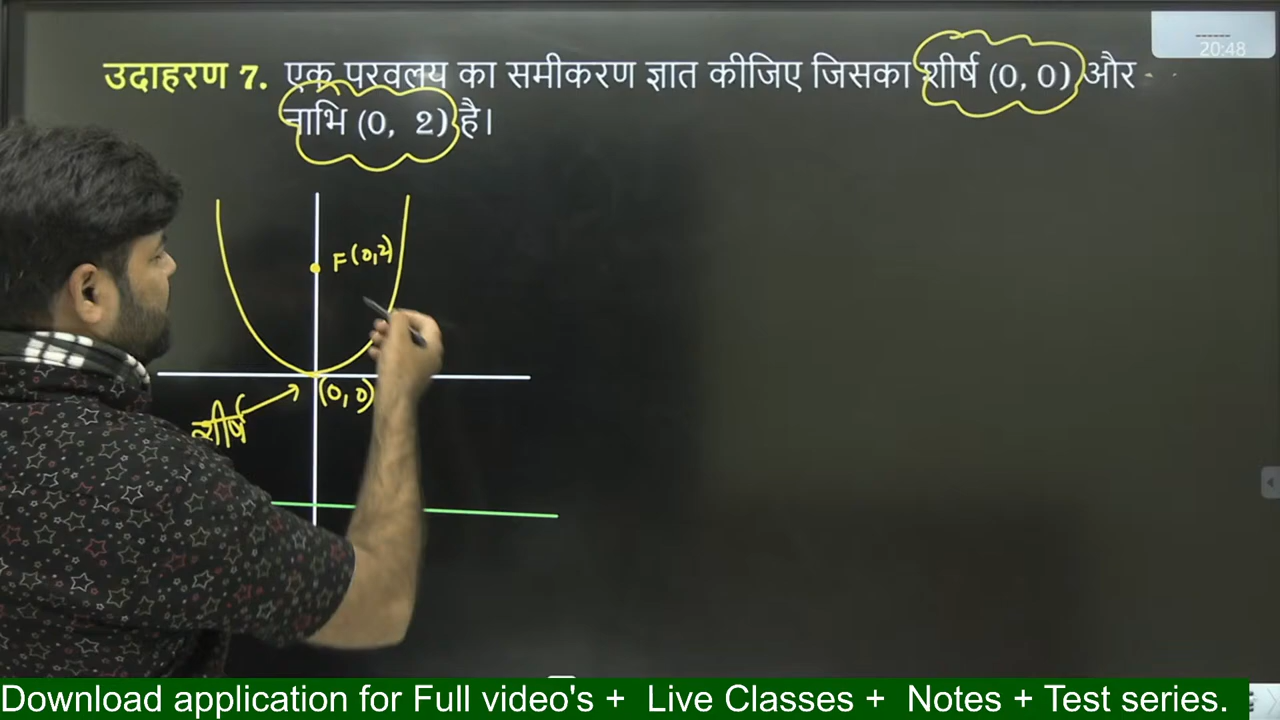 20:48
उदाहरण 7. एक परवलय का समीकरण ज्ञात कीजिए जिसका शीर्ष (0, 0) और
नाभि (0, 2) है।
F(0,2)
(0,0)
शीर्ष
Download application for Full video's + Live Classes + Notes + Test series.